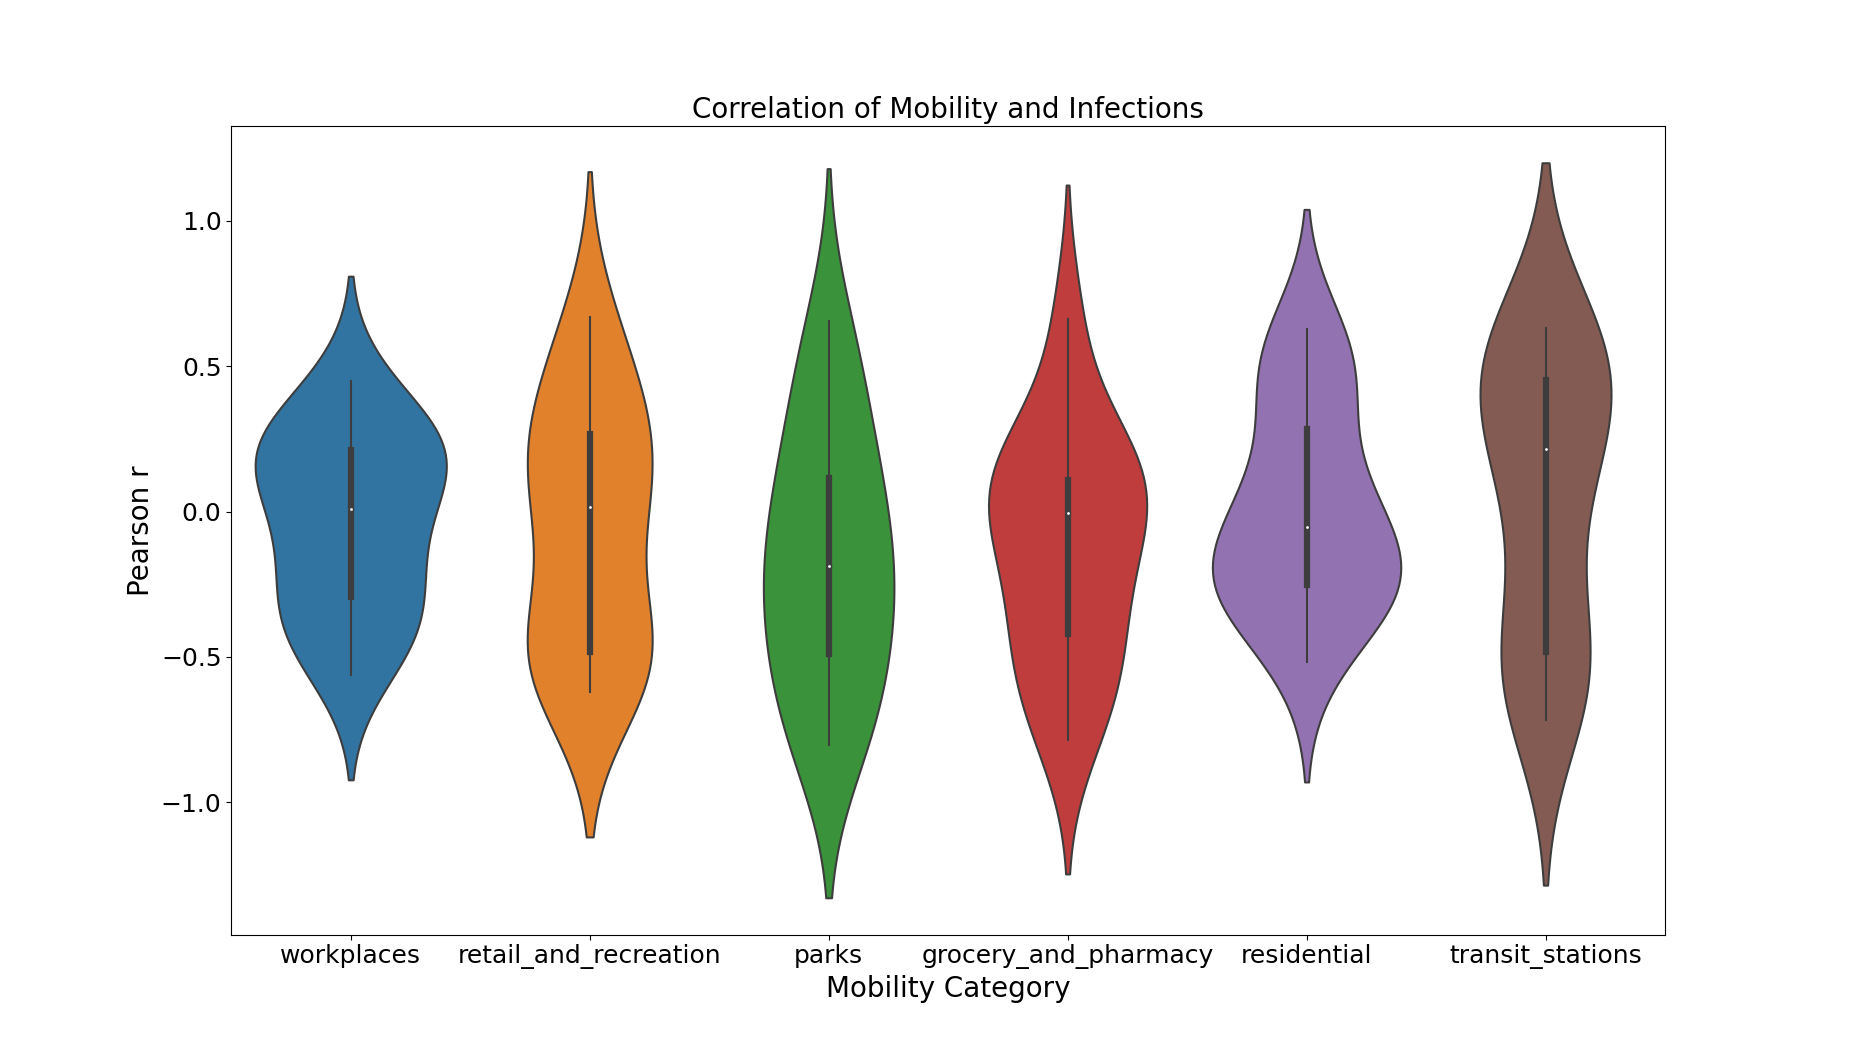 Correlation of Mobility and Infections
Pearson r
1.0
0.5
0.0
−0.5
−1.0
workplaces retail_and_recreation parks grocery_and_pharmacy residential transit_stations
Mobility Category